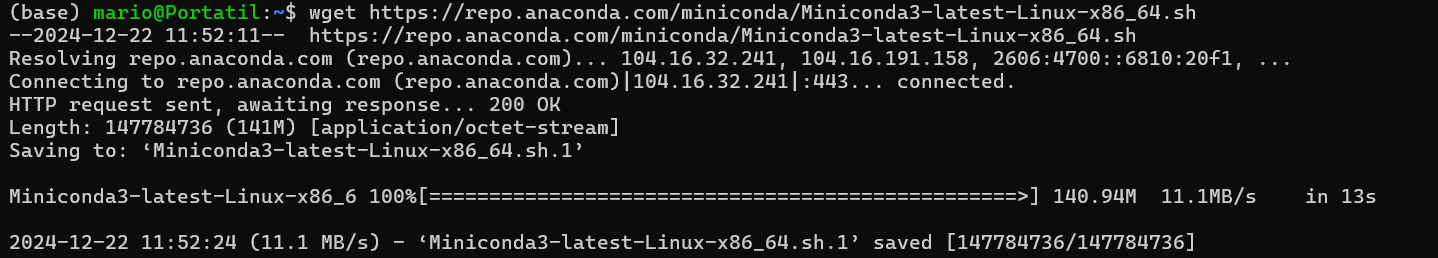 (base) mario@Portatil:~$ wget https://repo.anaconda.com/miniconda/Miniconda3-latest-Linux-x86_64.sh
--2024-12-22 11:52:11--  https://repo.anaconda.com/miniconda/Miniconda3-latest-Linux-x86_64.sh
Resolving repo.anaconda.com (repo.anaconda.com)... 104.16.32.241, 104.16.191.158, 2606:4700::6810:20f1, ...
Connecting to repo.anaconda.com (repo.anaconda.com)|104.16.32.241|:443... connected.
HTTP request sent, awaiting response... 200 OK
Length: 147784736 (141M) [application/octet-stream]
Saving to: ‘Miniconda3-latest-Linux-x86_64.sh.1’
Miniconda3-latest-Linux-x86_6 100%[=================================================>] 140.94M  11.1MB/s    in 13s
2024-12-22 11:52:24 (11.1 MB/s) - ‘Miniconda3-latest-Linux-x86_64.sh.1’ saved [147784736/147784736]